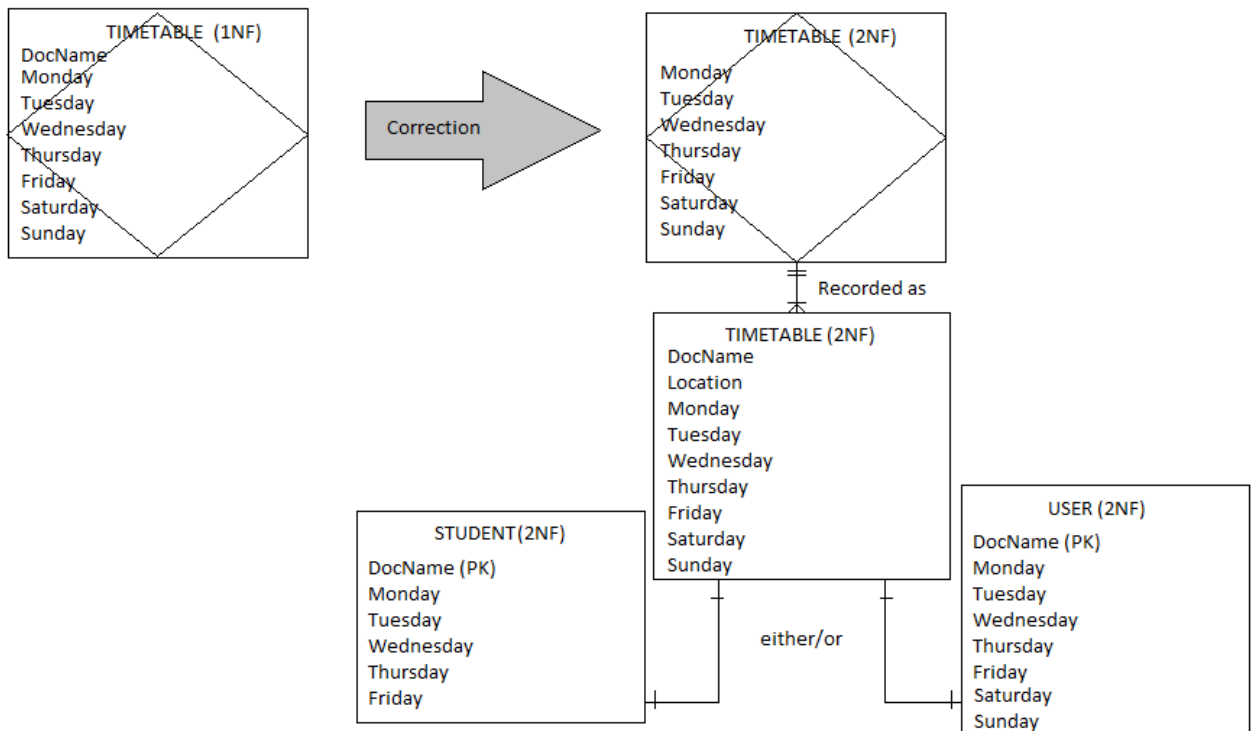 TIMETABLE (1NF)
DocName
Monday
Tuesday
Wednesday
Thursday
Friday
Saturday
Sunday
Correction
TIMETABLE (2NF)
Monday
Tuesday
Wednesday
Thursday
Friday
Saturday
Sunday
Recorded as
TIMETABLE (2NF)
DocName
Location
Monday
Tuesday
Wednesday
Thursday
Friday
Saturday
Sunday
STUDENT(2NF)
DocName (PK)
Monday
Tuesday
Wednesday
Thursday
Friday
either/or
USER (2NF)
DocName (PK)
Monday
Tuesday
Wednesday
Thursday
Friday
Saturday
Sunday